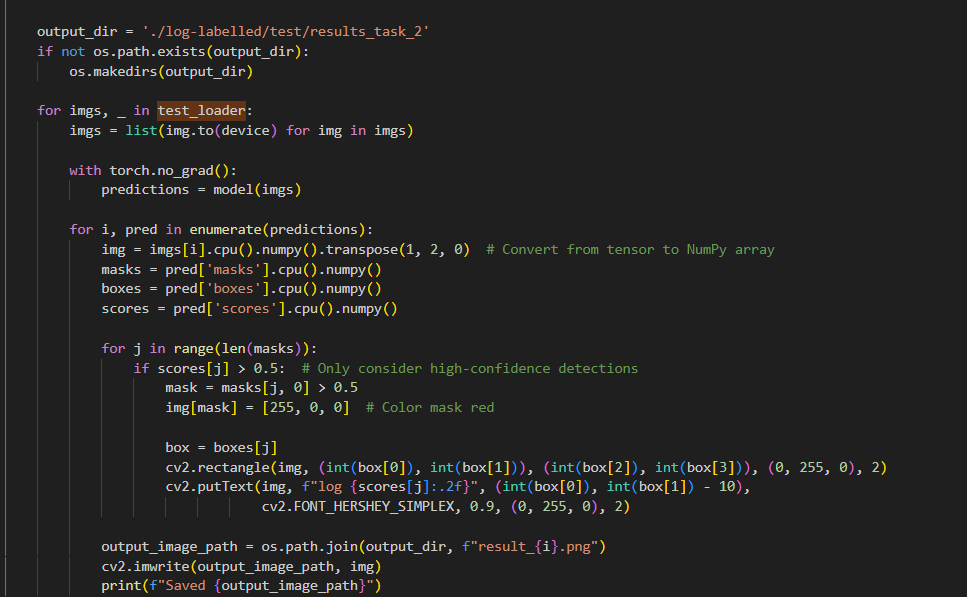 output_dir = './log-labelled/test/results_task_2'
if not os.path.exists(output_dir):
    os.makedirs(output_dir)

for imgs, _ in test_loader:
    imgs = list(img.to(device) for img in imgs)

    with torch.no_grad():
        predictions = model(imgs)

    for i, pred in enumerate(predictions):
        img = imgs[i].cpu().numpy().transpose(1, 2, 0)  # Convert from tensor to NumPy array
        masks = pred['masks'].cpu().numpy()
        boxes = pred['boxes'].cpu().numpy()
        scores = pred['scores'].cpu().numpy()

        for j in range(len(masks)):
            if scores[j] > 0.5:  # Only consider high-confidence detections
                mask = masks[j, 0] > 0.5
                img[mask] = [255, 0, 0]  # Color mask red

                box = boxes[j]
                cv2.rectangle(img, (int(box[0]), int(box[1])), (int(box[2]), int(box[3])), (0, 255, 0), 2)
                cv2.putText(img, f"log {scores[j]:.2f}", (int(box[0]), int(box[1]) - 10),
                            cv2.FONT_HERSHEY_SIMPLEX, 0.9, (0, 255, 0), 2)

        output_image_path = os.path.join(output_dir, f"result_{i}.png")
        cv2.imwrite(output_image_path, img)
        print(f"Saved {output_image_path}")